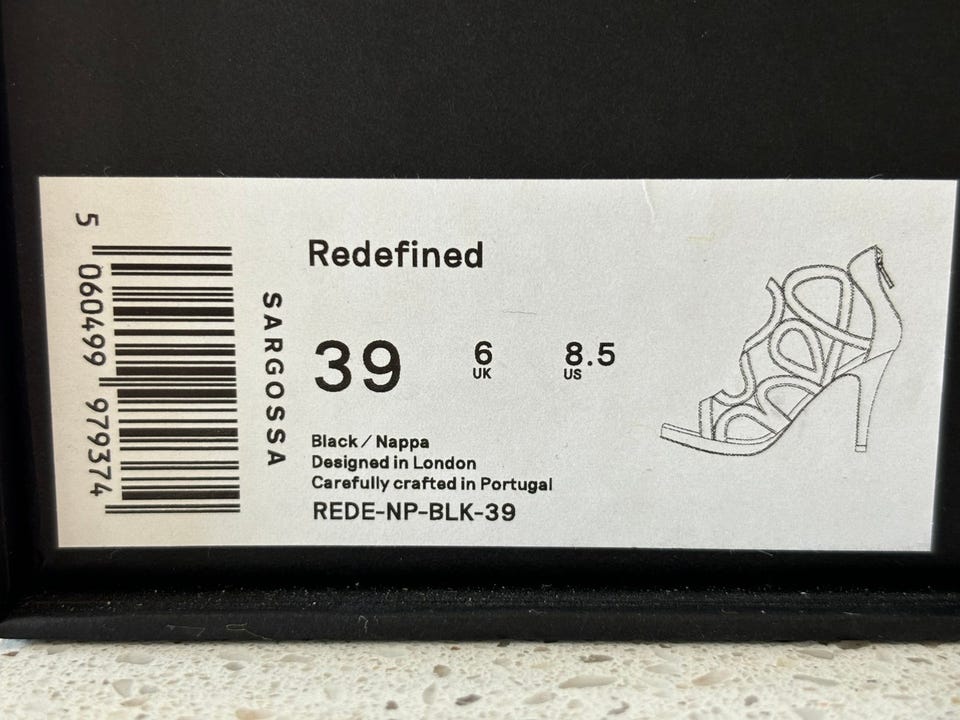 5 060499 979374
SARGOSSA
Redefined
39 6 UK 8.5 US
Black / Nappa
Designed in London
Carefully crafted in Portugal
REDE-NP-BLK-39